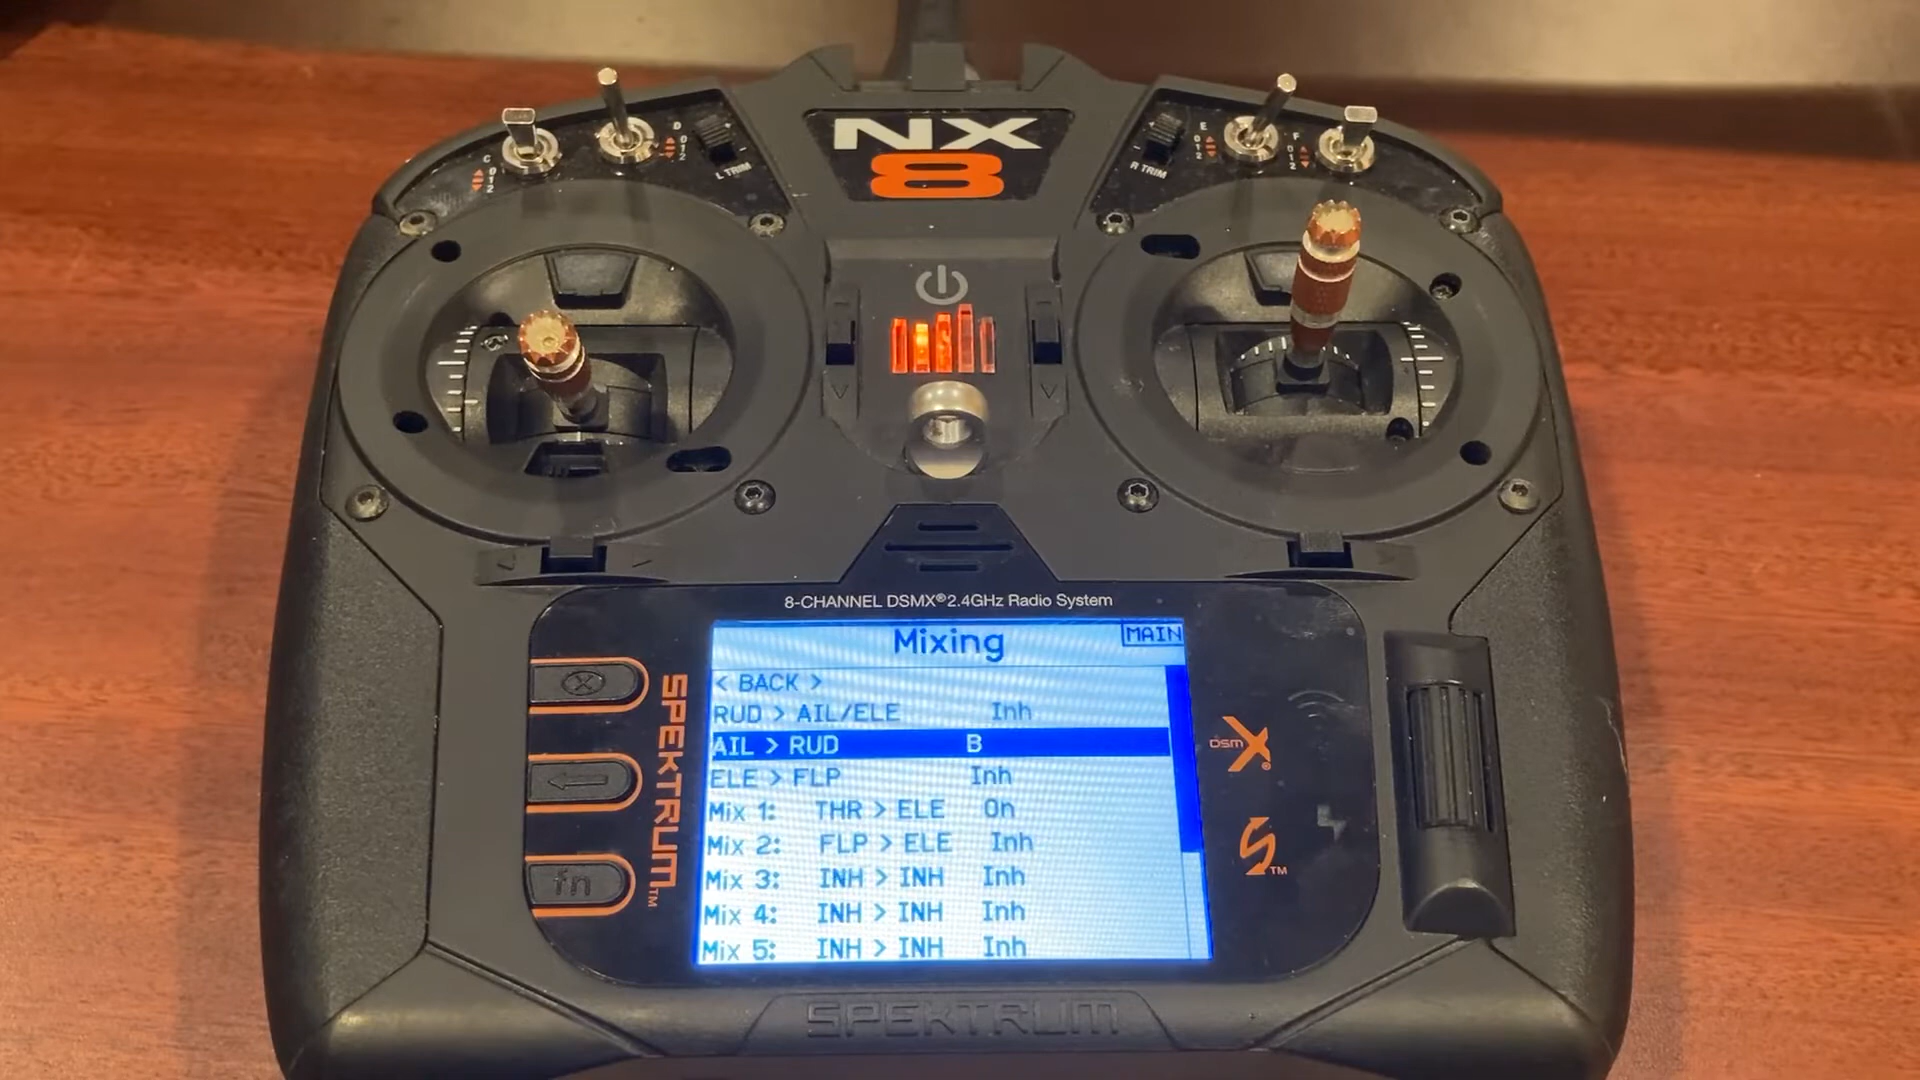 NX
8
C
0
1
2
D
0
1
2
L TRIM
E
0
1
2
R TRIM
F
0
1
2
8-CHANNEL DSMX® 2.4GHz Radio System
Mixing
MAIN
< BACK >
RUD > AIL/ELE Inh
AIL > RUD B
ELE > FLP Inh
Mix 1: THR > ELE On
Mix 2: FLP > ELE Inh
Mix 3: INH > INH Inh
Mix 4: INH > INH Inh
Mix 5: INH > INH Inh
fn
SPEKTRUM™
DSMX®
S™
SPEKTRUM